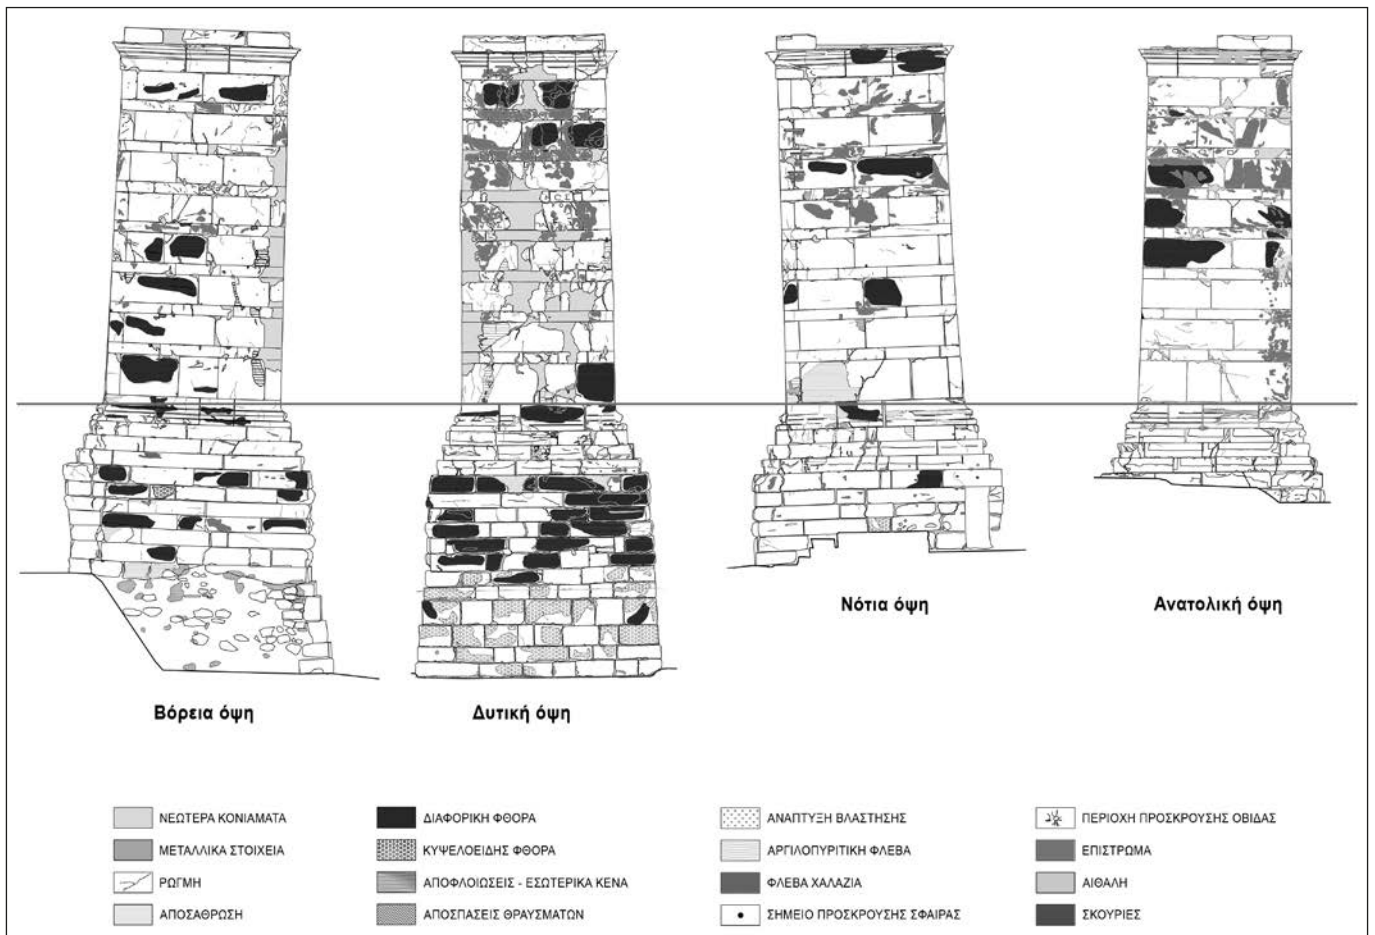 Νότια όψη
Ανατολική όψη
Βόρεια όψη
Δυτική όψη
ΝΕΩΤΕΡΑ ΚΟΝΙΑΜΑΤΑ
ΔΙΑΦΟΡΙΚΗ ΦΘΟΡΑ
ΑΝΑΠΤΥΞΗ ΒΛΑΣΤΗΣΗΣ
ΠΕΡΙΟΧΗ ΠΡΟΣΚΡΟΥΣΗΣ ΟΒΙΔΑΣ
ΜΕΤΑΛΛΙΚΑ ΣΤΟΙΧΕΙΑ
ΚΥΨΕΛΟΕΙΔΗΣ ΦΘΟΡΑ
ΑΡΓΙΛΟΠΥΡΙΤΙΚΗ ΦΛΕΒΑ
ΕΠΙΣΤΡΩΜΑ
ΡΩΓΜΗ
ΑΠΟΦΛΟΙΩΣΕΙΣ - ΕΣΩΤΕΡΙΚΑ ΚΕΝΑ
ΦΛΕΒΑ ΧΑΛΑΖΙΑ
ΑΙΘΑΛΗ
ΑΠΟΣΑΘΡΩΣΗ
ΑΠΟΣΠΑΣΕΙΣ ΘΡΑΥΣΜΑΤΩΝ
ΣΗΜΕΙΟ ΠΡΟΣΚΡΟΥΣΗΣ ΣΦΑΙΡΑΣ
ΣΚΟΥΡΙΕΣ